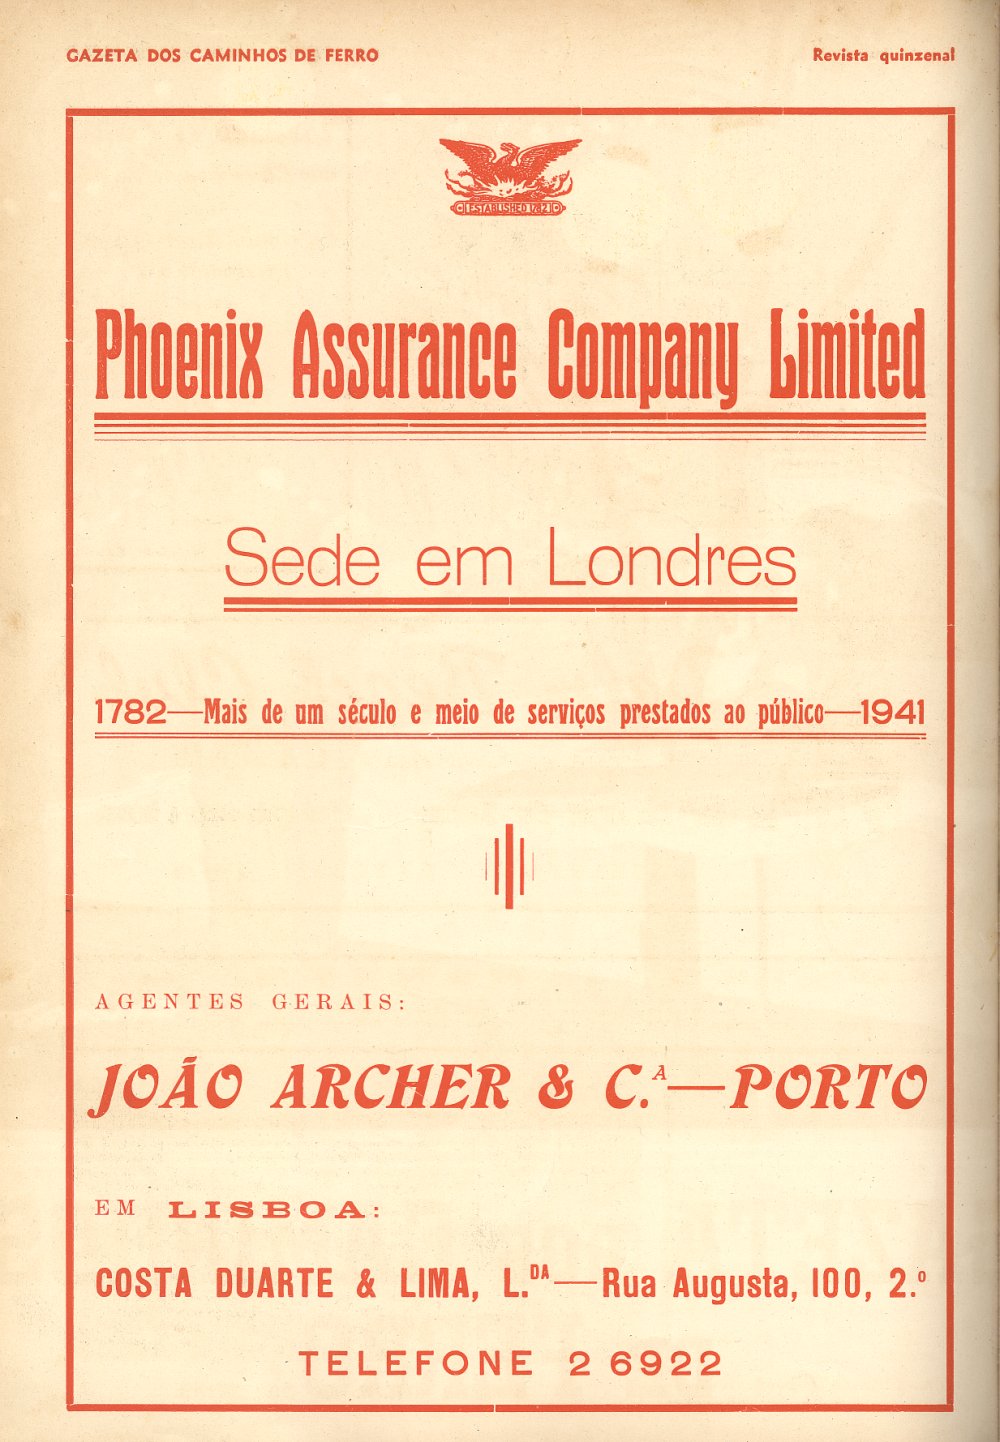 GAZETA DOS CAMINHOS DE FERRO
Revista quinzenal
ESTABLISHED 1782
Phoenix Assurance Company Limited
Sede em Londres
1782—Mais de um século e meio de serviços prestados ao público—1941
AGENTES GERAIS:
JOÃO ARCHER & C.ᴬ—PORTO
EM LISBOA:
COSTA DUARTE & LIMA, L.ᴰᴬ—Rua Augusta, 100, 2.º
TELEFONE 2 6922